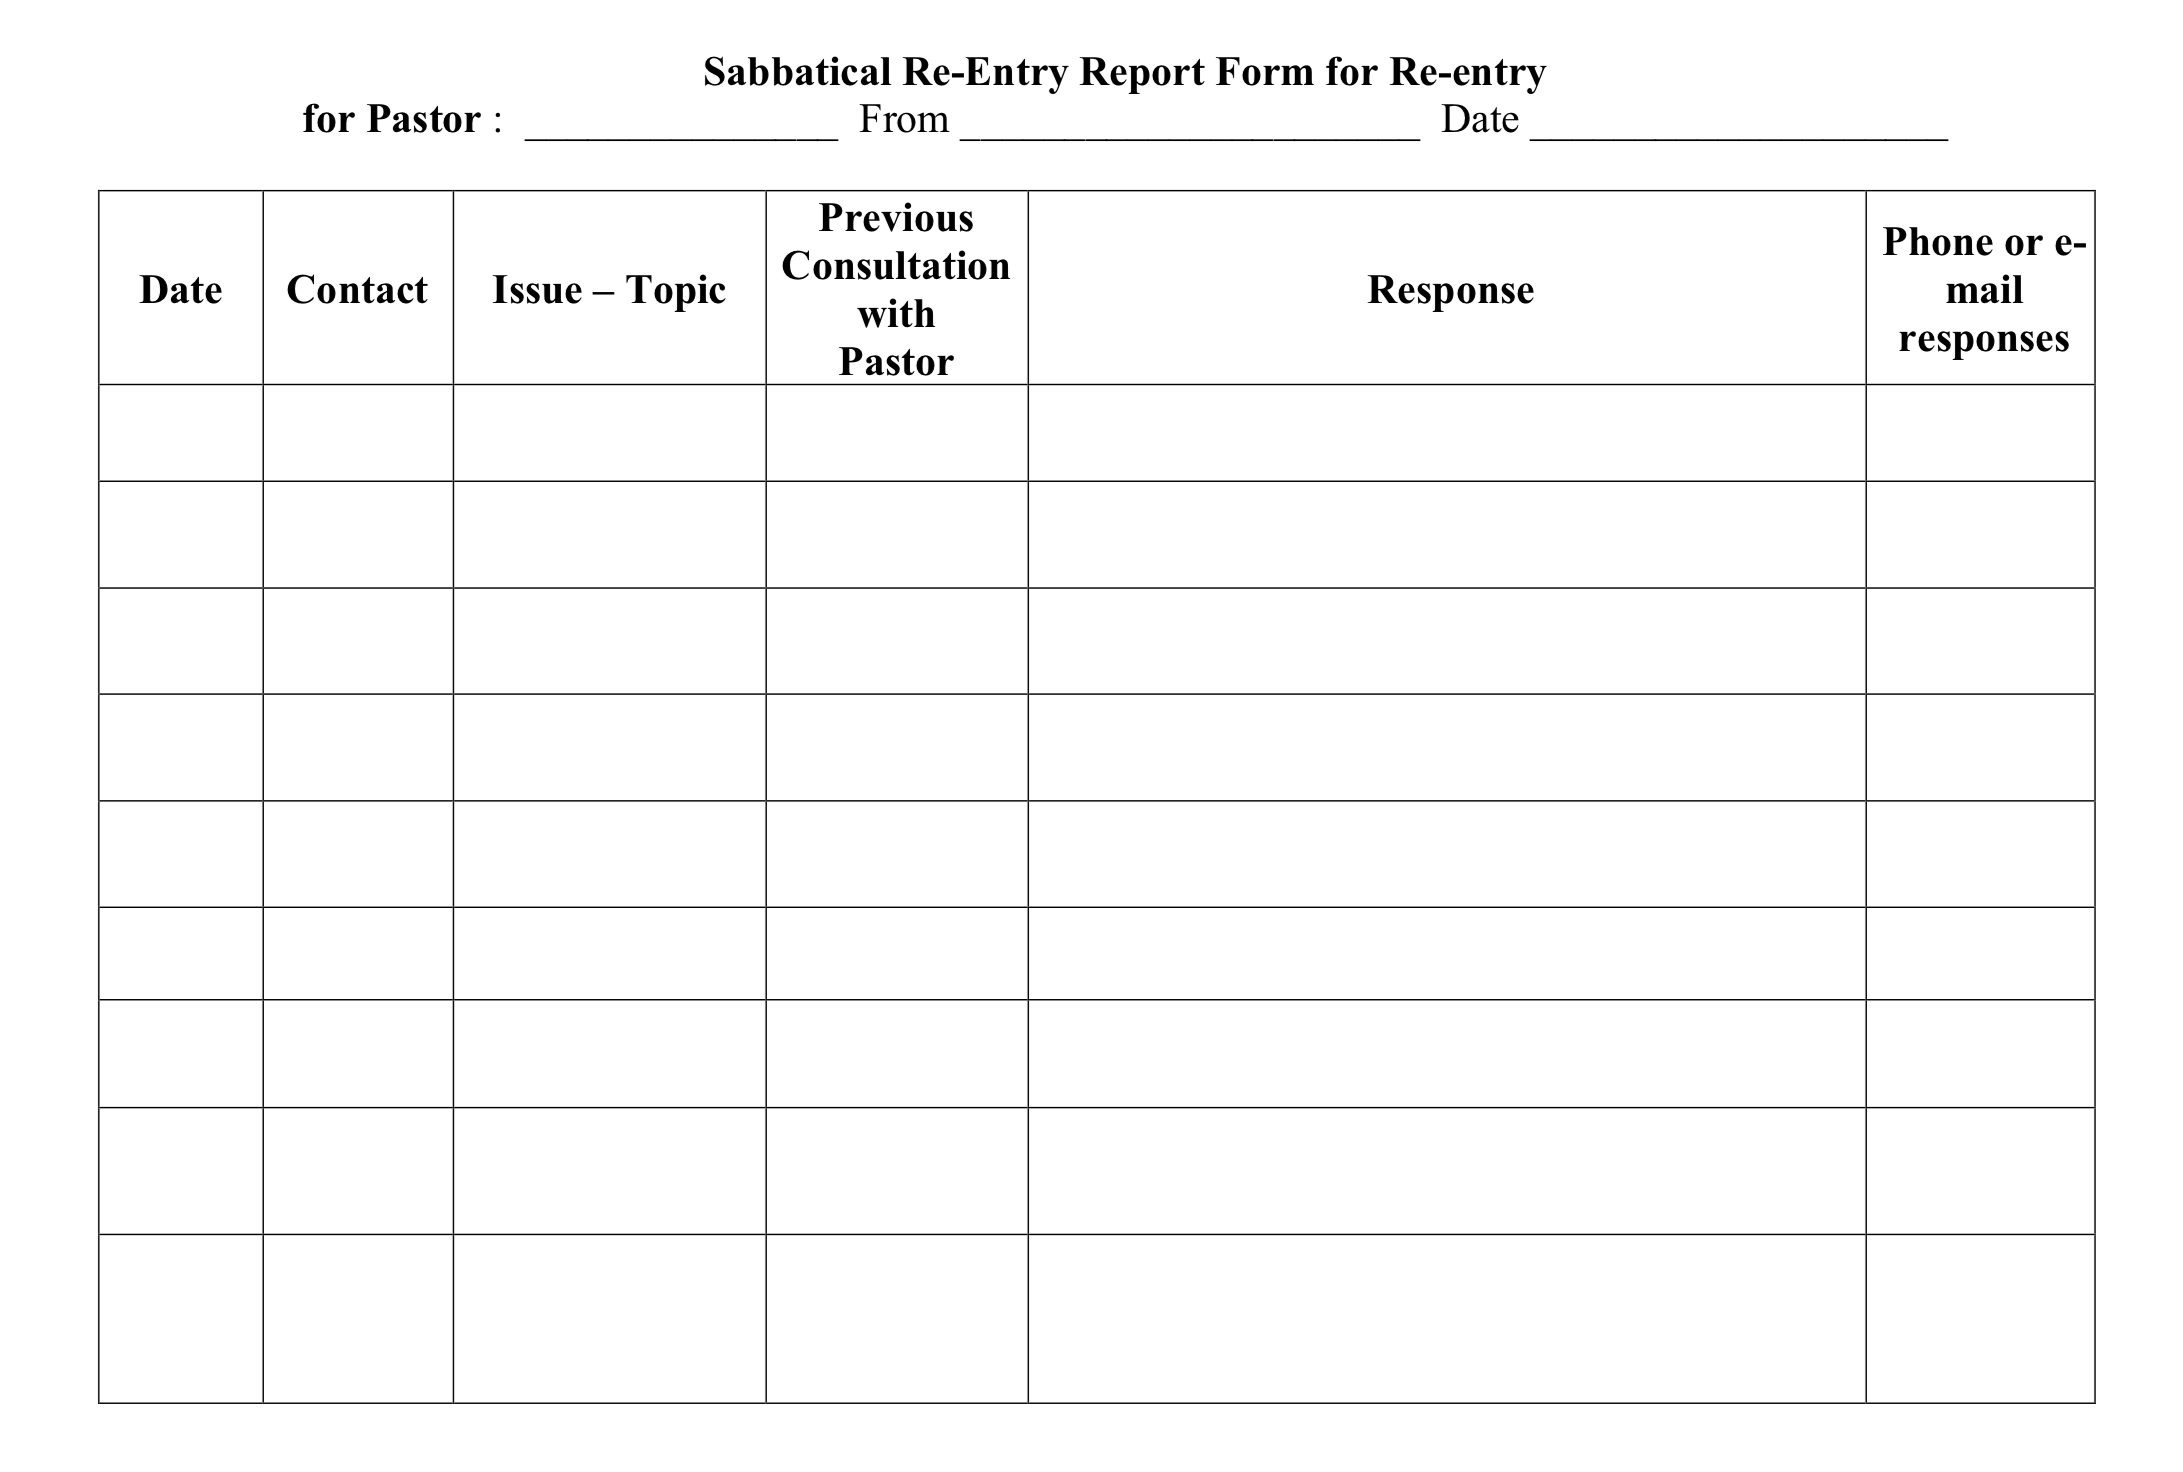 Sabbatical Re-Entry Report Form for Re-entry
for Pastor : _______________ From ______________________ Date ____________________
Date
Contact
Issue – Topic
Previous
Consultation
with
Pastor
Response
Phone or e-
mail
responses